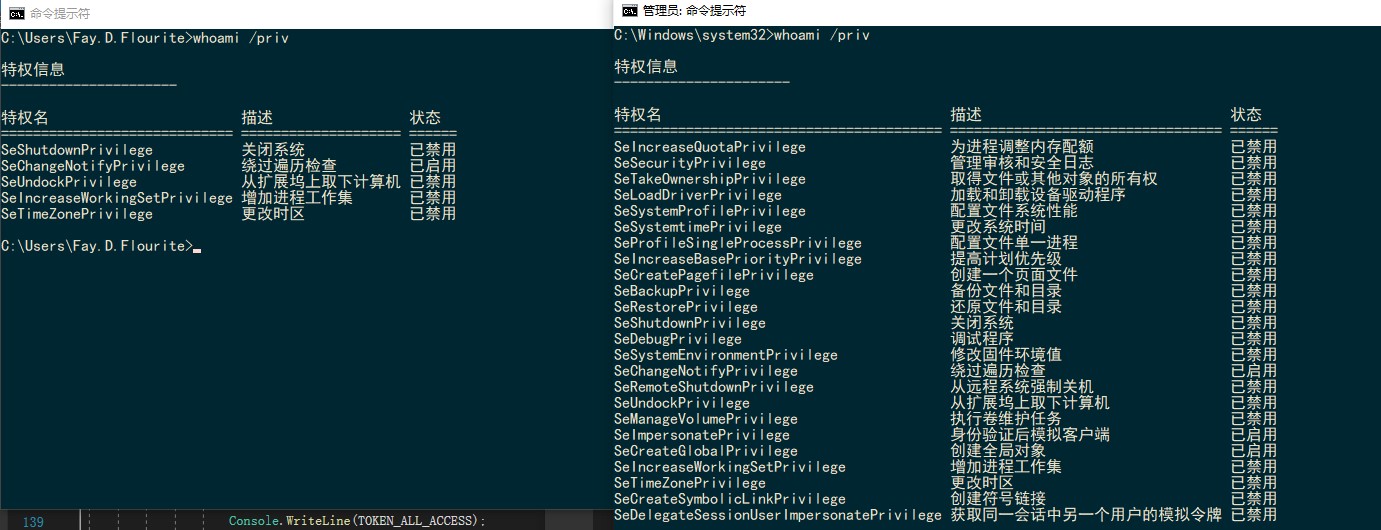 命令提示符
C:\Users\Fay.D.Flourite>whoami /priv
特权信息
----------------------
特权名 描述 状态
============================= ==================== ======
SeShutdownPrivilege 关闭系统 已禁用
SeChangeNotifyPrivilege 绕过遍历检查 已启用
SeUndockPrivilege 从扩展坞上取下计算机 已禁用
SeIncreaseWorkingSetPrivilege 增加进程工作集 已禁用
SeTimeZonePrivilege 更改时区 已禁用
C:\Users\Fay.D.Flourite>
139 Console.WriteLine(TOKEN_ALL_ACCESS);
管理员: 命令提示符
C:\Windows\system32>whoami /priv
特权信息
----------------------
特权名 描述 状态
========================================= ================================== ======
SeIncreaseQuotaPrivilege 为进程调整内存配额 已禁用
SeSecurityPrivilege 管理审核和安全日志 已禁用
SeTakeOwnershipPrivilege 取得文件或其他对象的所有权 已禁用
SeLoadDriverPrivilege 加载和卸载设备驱动程序 已禁用
SeSystemProfilePrivilege 配置文件系统性能 已禁用
SeSystemtimePrivilege 更改系统时间 已禁用
SeProfileSingleProcessPrivilege 配置文件单一进程 已禁用
SeIncreaseBasePriorityPrivilege 提高计划优先级 已禁用
SeCreatePagefilePrivilege 创建一个页面文件 已禁用
SeBackupPrivilege 备份文件和目录 已禁用
SeRestorePrivilege 还原文件和目录 已禁用
SeShutdownPrivilege 关闭系统 已禁用
SeDebugPrivilege 调试程序 已禁用
SeSystemEnvironmentPrivilege 修改固件环境值 已禁用
SeChangeNotifyPrivilege 绕过遍历检查 已启用
SeRemoteShutdownPrivilege 从远程系统强制关机 已禁用
SeUndockPrivilege 从扩展坞上取下计算机 已禁用
SeManageVolumePrivilege 执行卷维护任务 已禁用
SeImpersonatePrivilege 身份验证后模拟客户端 已启用
SeCreateGlobalPrivilege 创建全局对象 已启用
SeIncreaseWorkingSetPrivilege 增加进程工作集 已禁用
SeTimeZonePrivilege 更改时区 已禁用
SeCreateSymbolicLinkPrivilege 创建符号链接 已禁用
SeDelegateSessionUserImpersonatePrivilege 获取同一会话中另一个用户的模拟令牌 已禁用